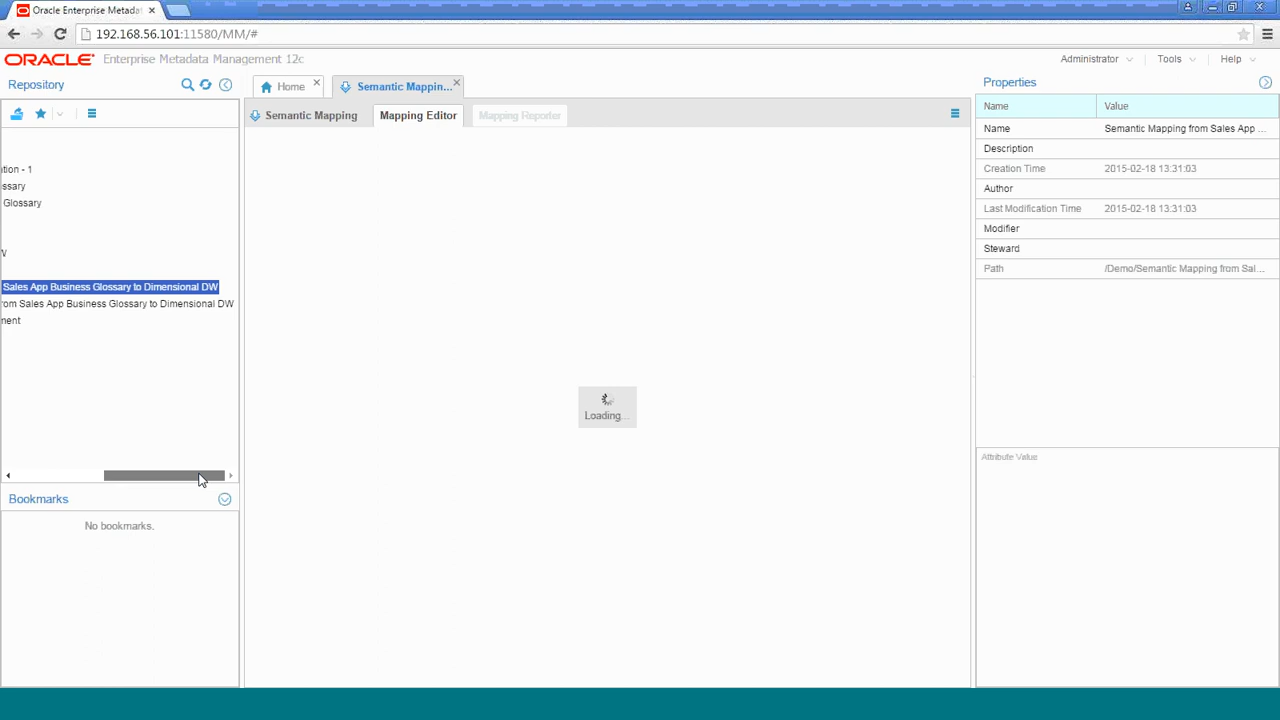 Oracle Enterprise Metada
192.168.56.101:11580/MM/#
ORACLE Enterprise Metadata Management 12c
Administrator Tools Help
Repository
Home
Semantic Mappin...
Semantic Mapping
Mapping Editor
Mapping Reporter
tion - 1
ssary
Glossary
Sales App Business Glossary to Dimensional DW
om Sales App Business Glossary to Dimensional DW
ment
Loading...
Bookmarks
No bookmarks.
Properties
Name Value
Name Semantic Mapping from Sales App ...
Description
Creation Time 2015-02-18 13:31:03
Author
Last Modification Time 2015-02-18 13:31:03
Modifier
Steward
Path /Demo/Semantic Mapping from Sal...
Attribute Value